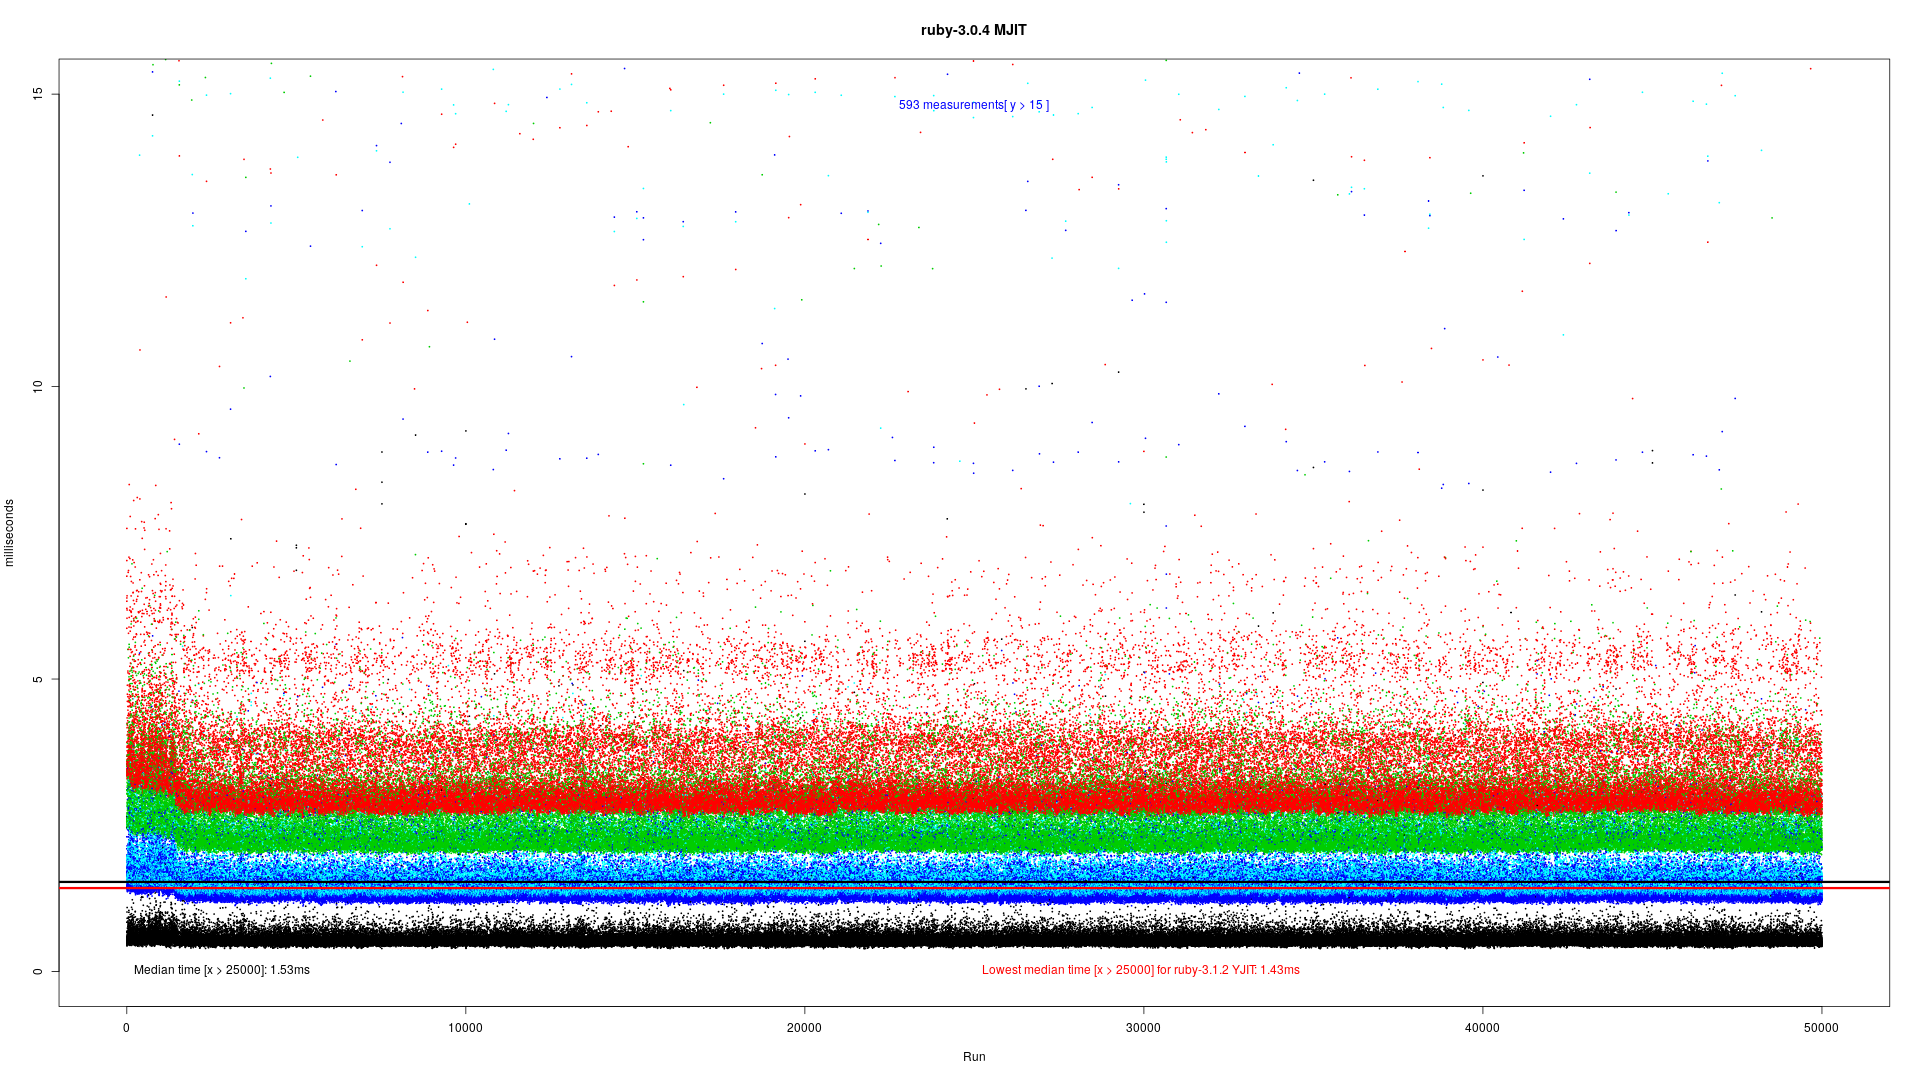 ruby-3.0.4 MJIT
593 measurements[ y > 15 ]
15
10
5
0
milliseconds
Median time [x > 25000]: 1.53ms
Lowest median time [x > 25000] for ruby-3.1.2 YJIT: 1.43ms
0 10000 20000 30000 40000 50000
Run